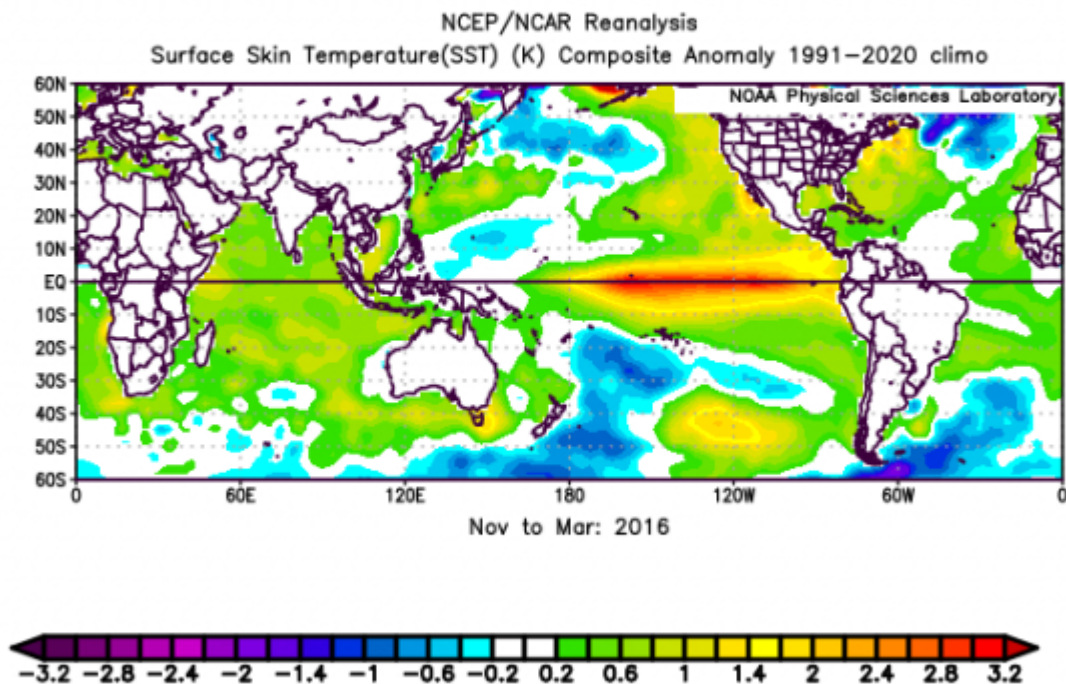 NCEP/NCAR Reanalysis
Surface Skin Temperature(SST) (K) Composite Anomaly 1991-2020 climo
NOAA Physical Sciences Laboratory
60N
50N
40N
30N
20N
10N
EQ
10S
20S
30S
40S
50S
60S
0 60E 120E 180 120W 60W 0
Nov to Mar: 2016
-3.2 -2.8 -2.4 -2 -1.4 -1 -0.6 -0.2 0.2 0.6 1 1.4 2 2.4 2.8 3.2